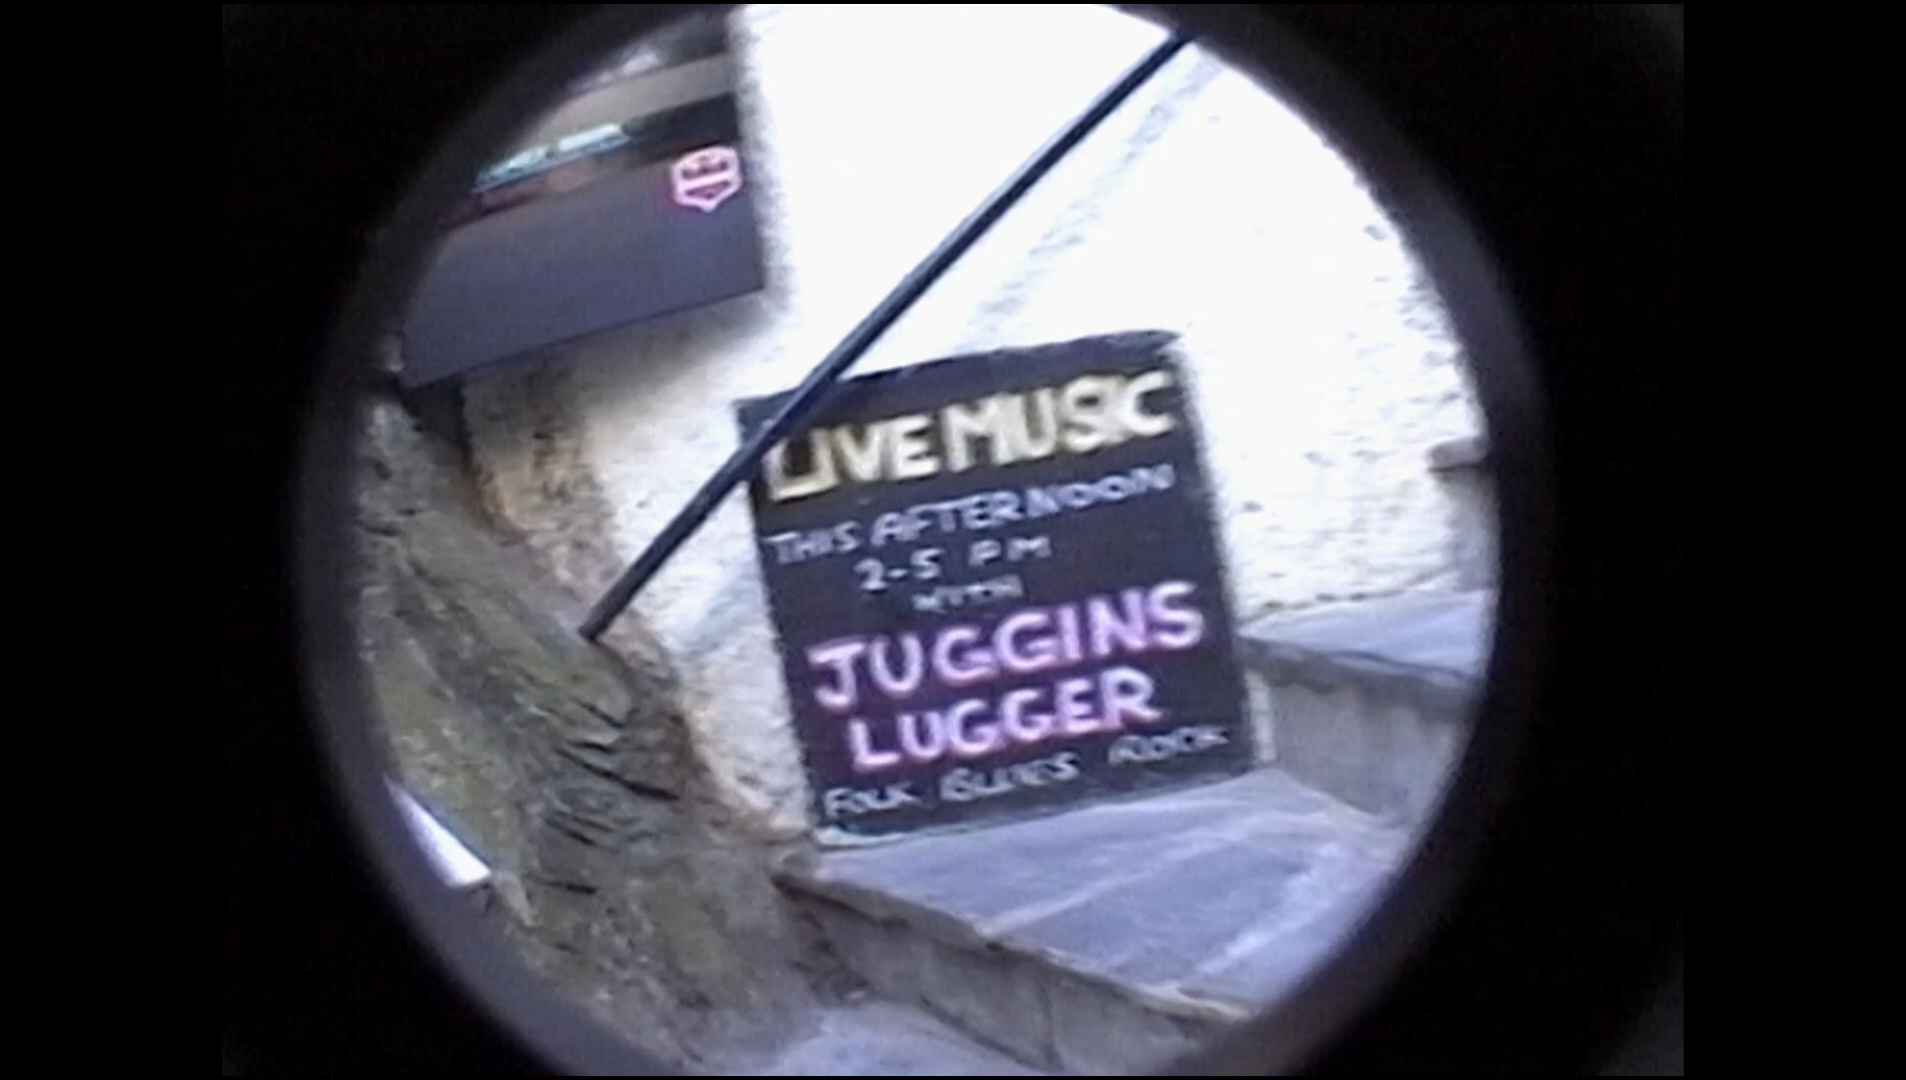 LIVE MUSIC
THIS AFTERNOON
2-5 PM
WITH
JUGGINS
LUGGER
FOLK BLUES ROCK